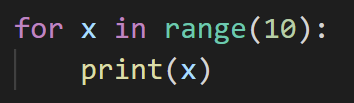 for x in range(10):
    print(x)